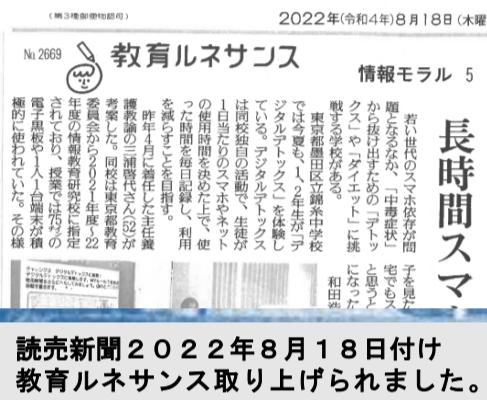 (第3種郵便物認可)
2022年(令和4年)8月18日(木曜
№2669
教育ルネサンス
情報モラル 5
長時間スマ
若い世代のスマホ依存が問
題となるなか、「中毒症状」
から抜け出すための「デトッ
クス」や「ダイエット」に挑
戦する学校がある。
東京都墨田区立錦糸中学校
では今夏も、1、2年生が「デ
ジタルデトックス」を体験し
ている。「デジタルデトックス
は同校独自の活動で、生徒が
1日当たりのスマホやネット
の使用時間を決めた上で、使
った時間を毎日記録し、利用
を減らすことを目指す。
昨年4月に着任した主任養
護教諭の三浦啓代さん(52)が
考案した。同校は東京都教育
委員会から2021年度〜22
年度の情報教育研究校に指定
されており、授業では75㌅の
電子黒板や1人1台端末が積
極的に使われていた。その様
子を見た
宅でもス
と思うと
になった
和田浩
読売新聞2022年8月18日付け
教育ルネサンス取り上げられました。